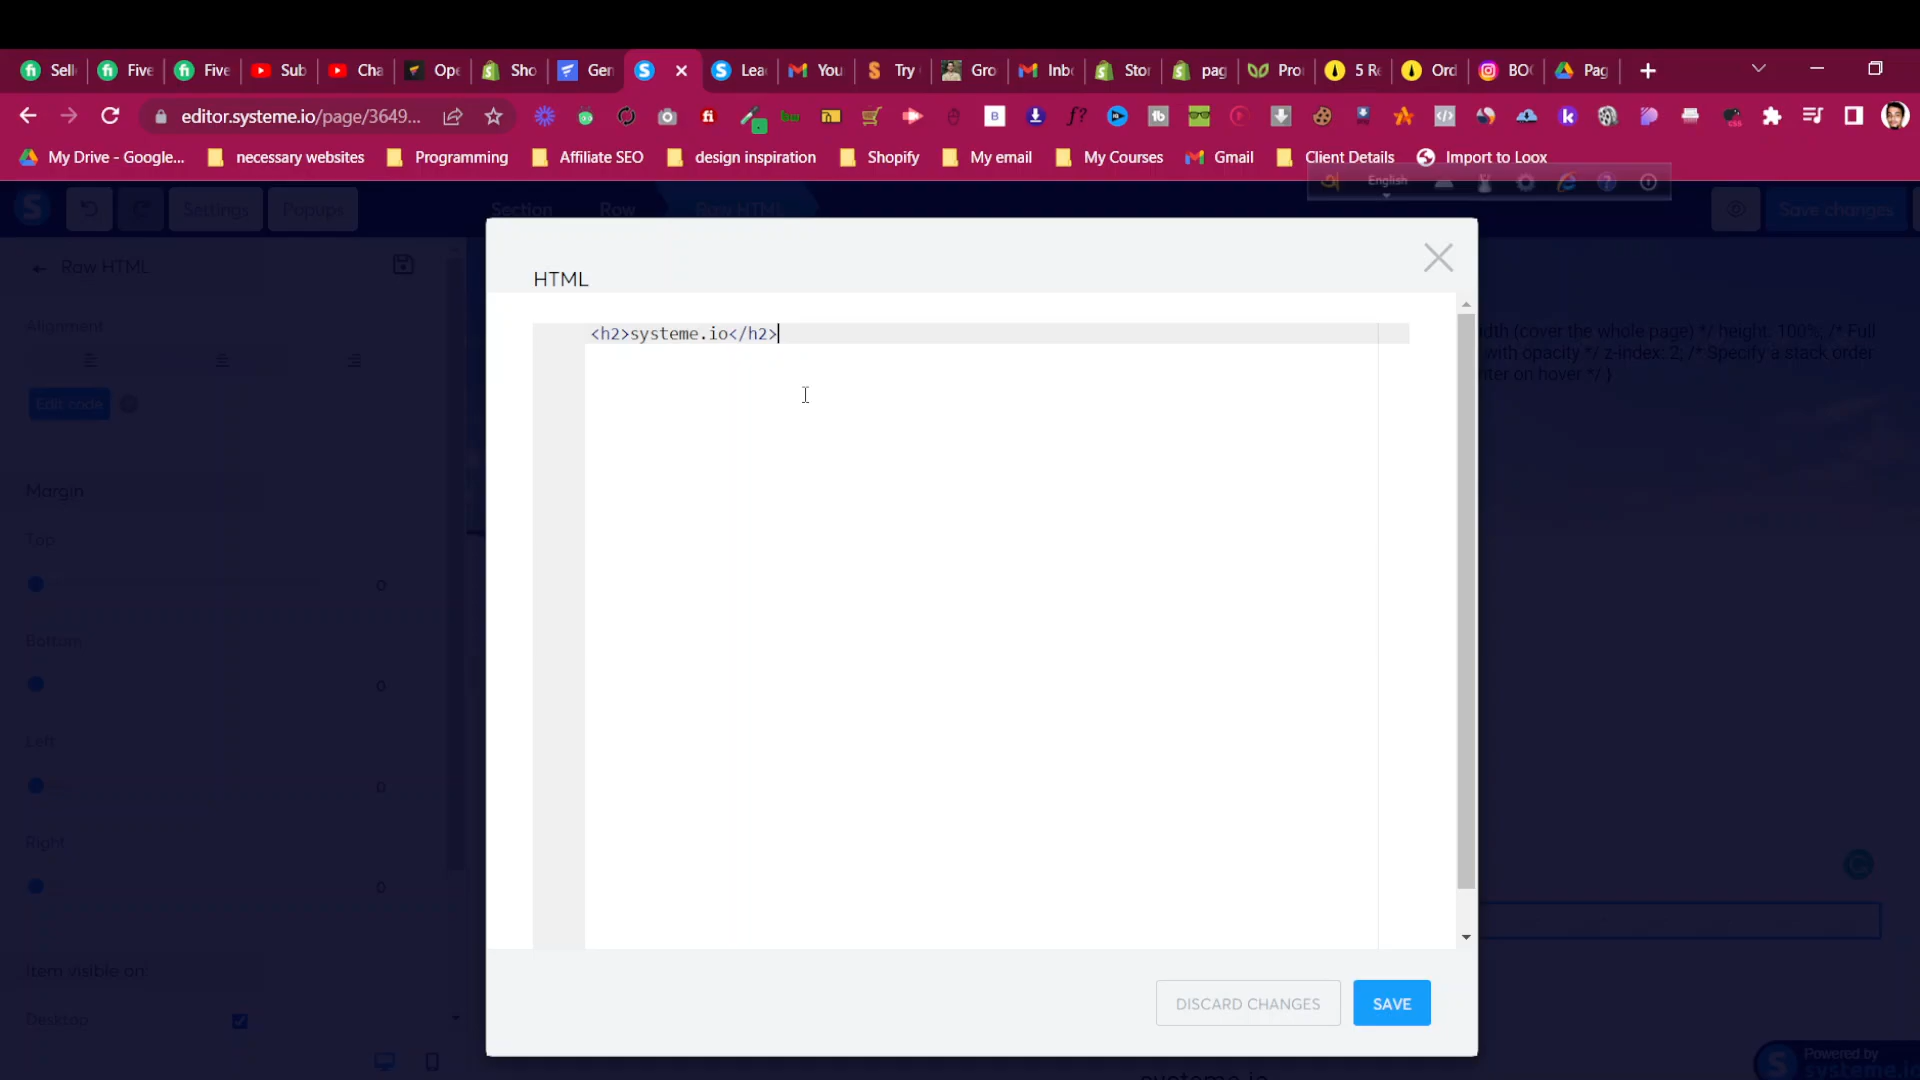 Sell
Five
Five
Sub
Cha
Ope
Sho
Gen
Lea
You
Try
Gro
Inb
Stor
pag
Pro
5 Re
Ord
BO
Pag
editor.systeme.io/page/3649...
My Drive - Google...
necessary websites
Programming
Affiliate SEO
design inspiration
Shopify
My email
My Courses
Gmail
Client Details
Import to Loox
English
Settings
Popups
Section
Row
Raw HTML
Save changes
Raw HTML
Alignment
Edit code
Margin
Top
0
Bottom
0
Left
0
Right
0
Item visible on:
Desktop
HTML
<h2>systeme.io</h2>
DISCARD CHANGES
SAVE
width (cover the whole page) */ height: 100%; /* Full
with opacity */ z-index: 2; /* Specify a stack order
on hover */ }
Powered by
systeme.io
systeme.io